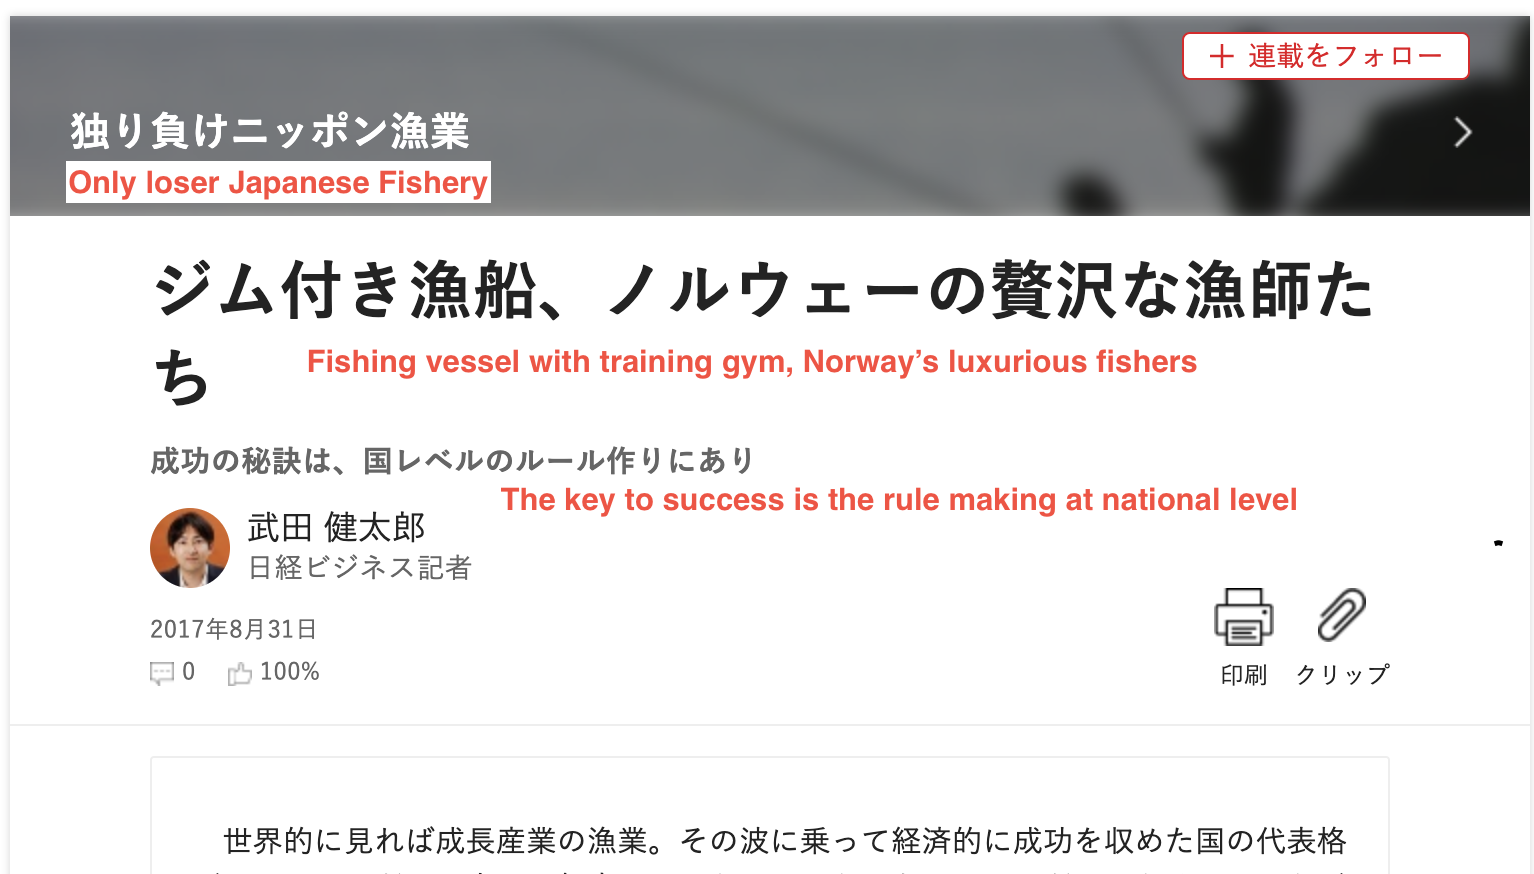 ＋ 連載をフォロー
独り負けニッポン漁業
Only loser Japanese Fishery
ジム付き漁船、ノルウェーの贅沢な漁師た
ち
Fishing vessel with training gym, Norway’s luxurious fishers
成功の秘訣は、国レベルのルール作りにあり
The key to success is the rule making at national level
武田 健太郎
日経ビジネス記者
2017年8月31日
0 100%
印刷 クリップ
世界的に見れば成長産業の漁業。その波に乗って経済的に成功を収めた国の代表格